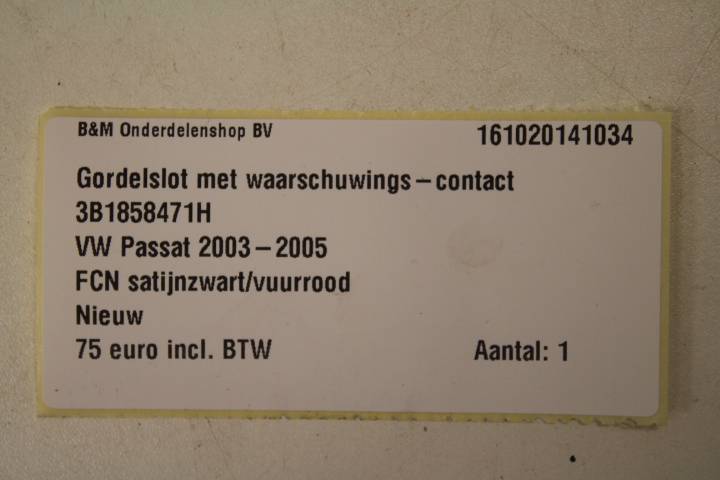 B&M Onderdelenshop BV 161020141034
Gordelslot met waarschuwings-contact
3B1858471H
VW Passat 2003-2005
FCN satijnzwart/vuurrood
Nieuw
75 euro incl. BTW Aantal: 1